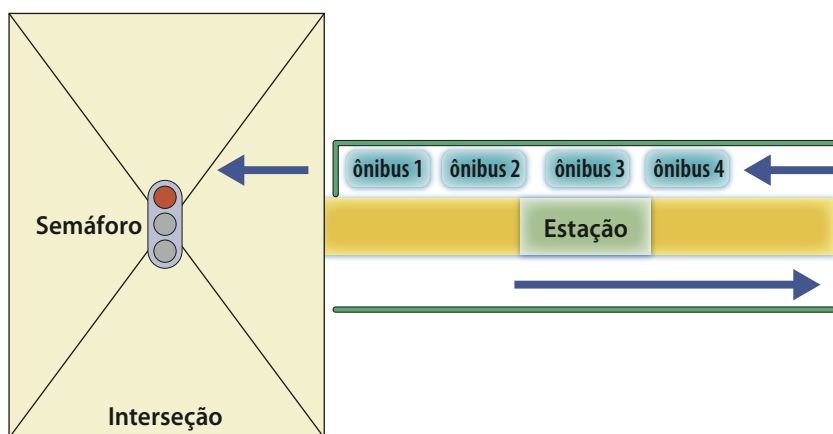 ônibus 1
ônibus 2
ônibus 3
ônibus 4
Semáforo
Estação
Interseção